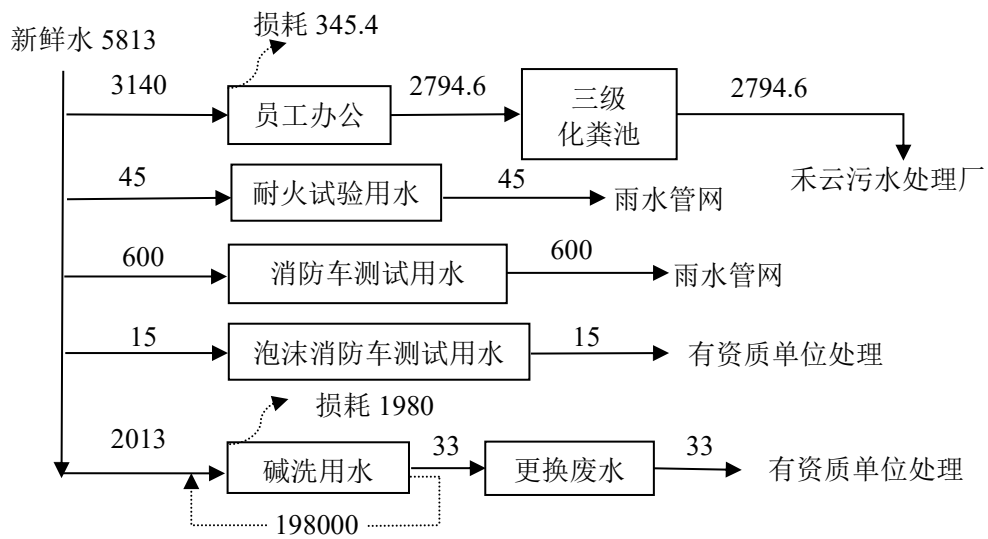 损耗 345.4
新鲜水 5813
3140
员工办公
2794.6
三级
化粪池
2794.6
禾云污水处理厂
45
耐火试验用水
45
雨水管网
600
消防车测试用水
600
雨水管网
15
泡沫消防车测试用水
15
有资质单位处理
损耗 1980
2013
碱洗用水
33
更换废水
33
有资质单位处理
198000